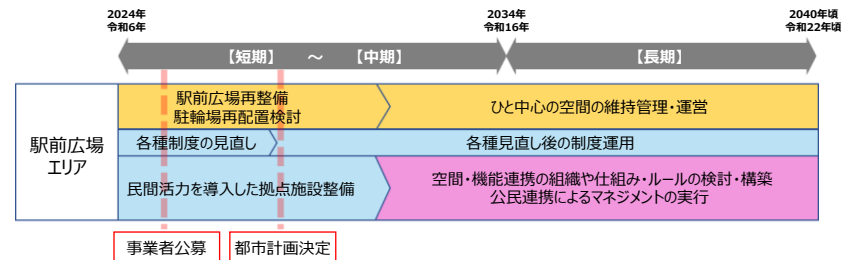 2024年
令和6年
2034年
令和16年
2040年頃
令和22年頃
【短期】 ～ 【中期】
【長期】
駅前広場
エリア
駅前広場再整備
駐輪場再配置検討
ひと中心の空間の維持管理・運営
各種制度の見直し
各種見直し後の制度運用
民間活力を導入した拠点施設整備
空間・機能連携の組織や仕組み・ルールの検討・構築
公民連携によるマネジメントの実行
事業者公募
都市計画決定